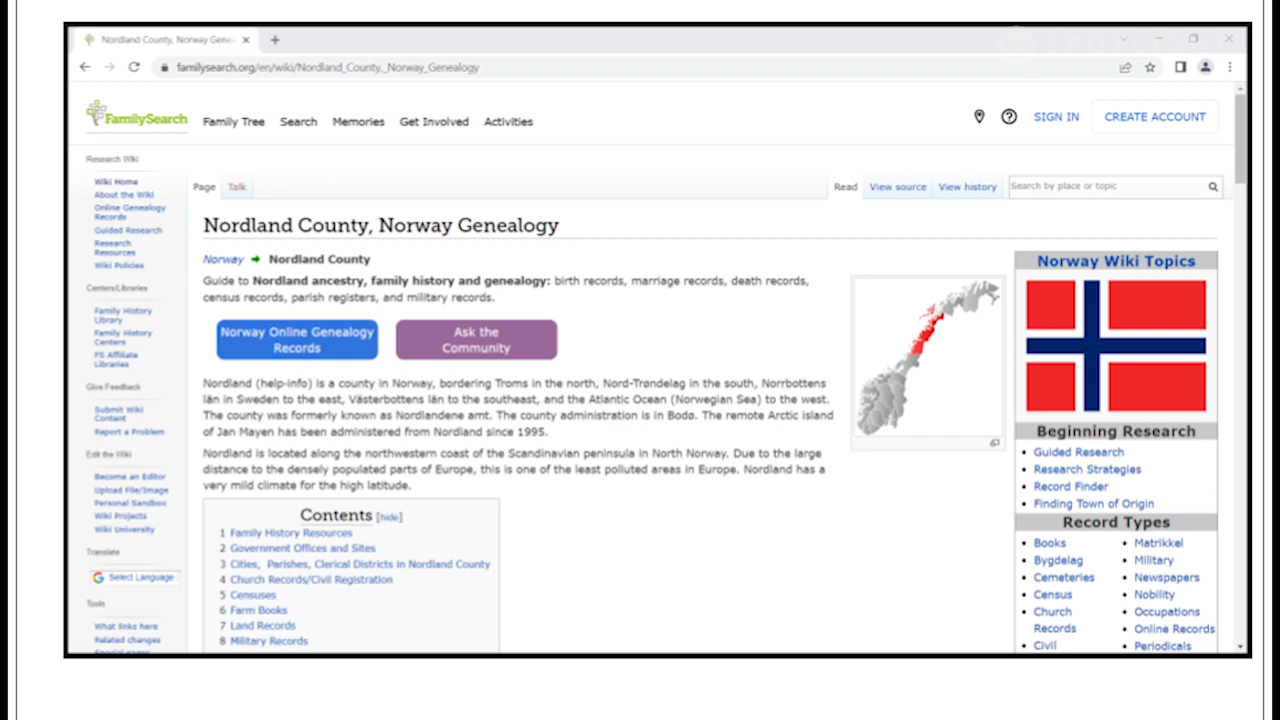 Nordland County, Norway Gene
familysearch.org/en/wiki/Nordland_County,_Norway_Genealogy
FamilySearch
Family Tree Search Memories Get Involved Activities
SIGN IN CREATE ACCOUNT
Research Wiki
Wiki Home
About the Wiki
Online Genealogy
Records
Guided Research
Research
Resources
Wiki Policies
Centers/Libraries
Family History
Library
Family History
Centers
FS Affiliate
Libraries
Give Feedback
Submit Wiki
Content
Report a Problem
Edit the Wiki
Become an Editor
Upload File/Image
Personal Sandbox
Wiki Projects
Wiki University
Translate
Select Language
Tools
What links here
Related changes
Special pages
Page Talk
Read View source View history Search by place or topic
Nordland County, Norway Genealogy
Norway Nordland County
Guide to Nordland ancestry, family history and genealogy: birth records, marriage records, death records,
census records, parish registers, and military records.
Norway Online Genealogy
Records
Ask the
Community
Nordland (help-info) is a county in Norway, bordering Troms in the north, Nord-Trøndelag in the south, Norrbottens
län in Sweden to the east, Västerbottens län to the southeast, and the Atlantic Ocean (Norwegian Sea) to the west.
The county was formerly known as Nordlandene amt. The county administration is in Bodø. The remote Arctic island
of Jan Mayen has been administered from Nordland since 1995.
Nordland is located along the northwestern coast of the Scandinavian peninsula in North Norway. Due to the large
distance to the densely populated parts of Europe, this is one of the least polluted areas in Europe. Nordland has a
very mild climate for the high latitude.
Contents [hide]
1 Family History Resources
2 Government Offices and Sites
3 Cities, Parishes, Clerical Districts in Nordland County
4 Church Records/Civil Registration
5 Censuses
6 Farm Books
7 Land Records
8 Military Records
Norway Wiki Topics
Beginning Research
• Guided Research
• Research Strategies
• Record Finder
• Finding Town of Origin
Record Types
• Books
• Bygdelag
• Cemeteries
• Census
• Church
Records
• Civil
• Matrikkel
• Military
• Newspapers
• Nobility
• Occupations
• Online Records
• Periodicals